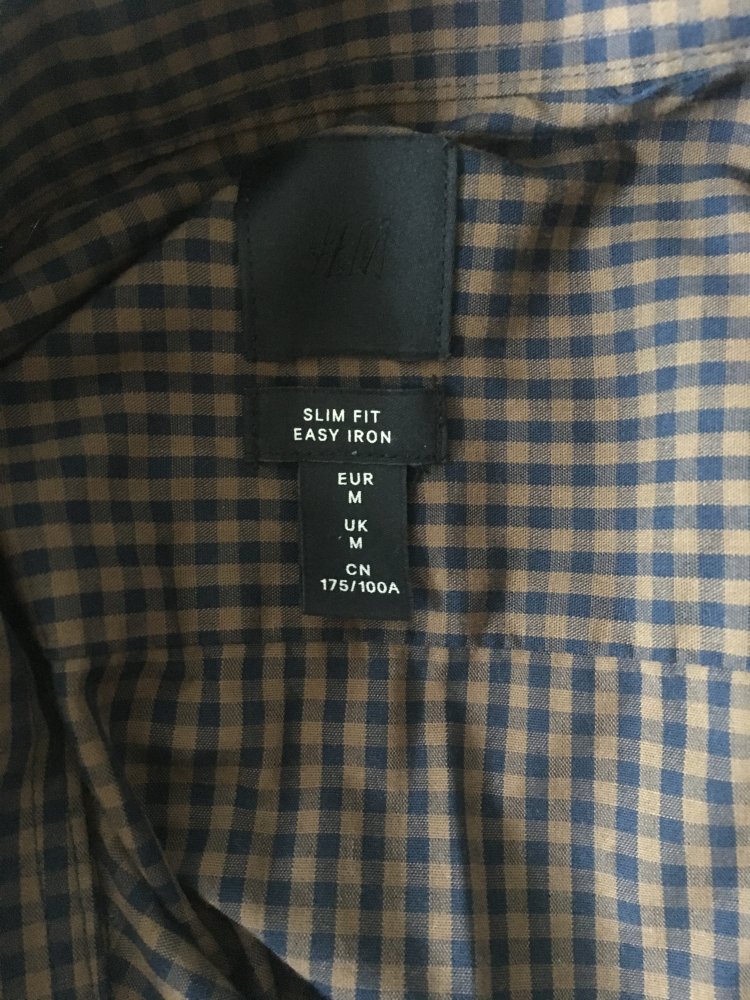 H&M
SLIM FIT
EASY IRON
EUR
M
UK
M
CN
175/100A